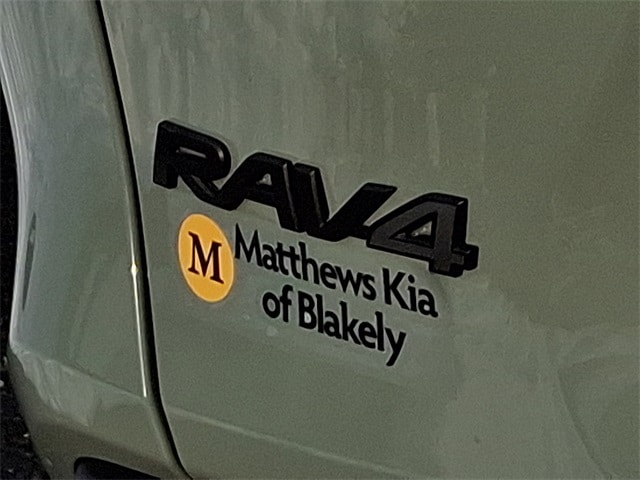 RAV4
M
Matthews Kia
of Blakely